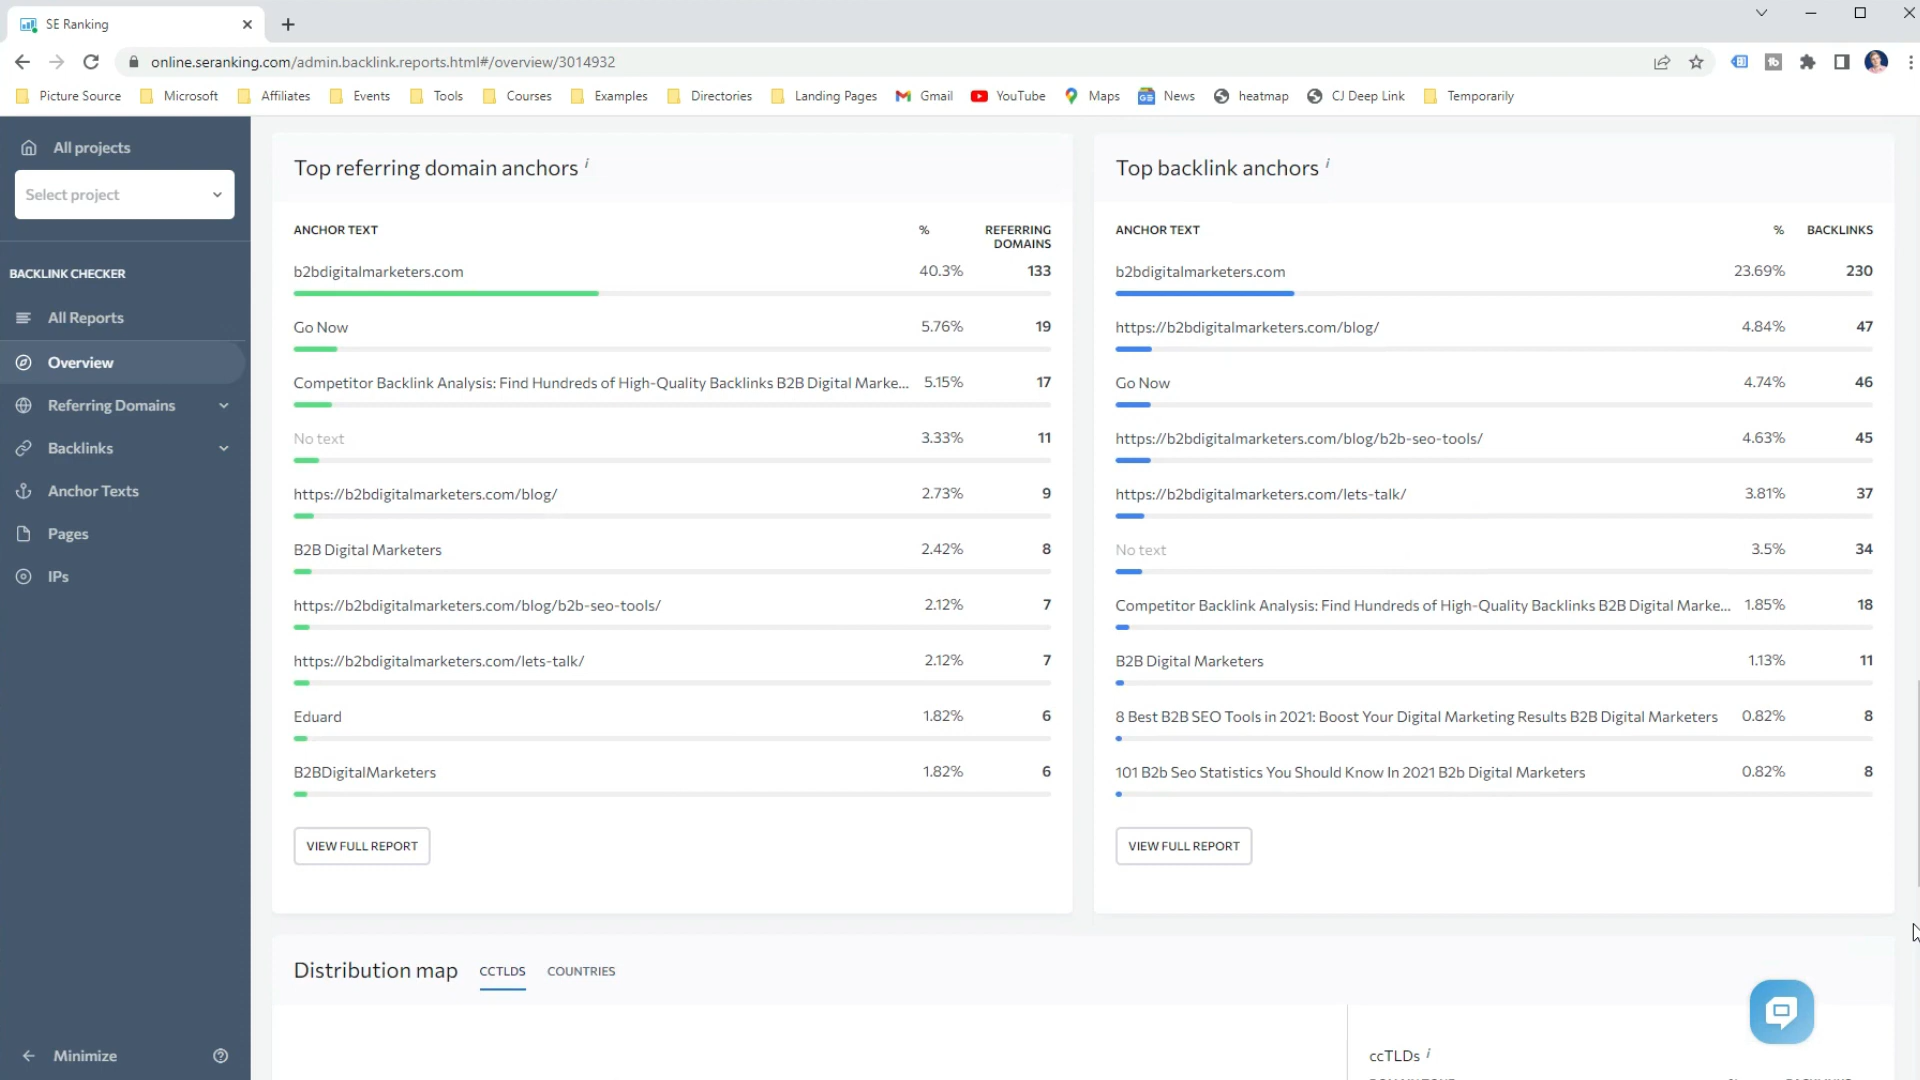 SE Ranking
online.seranking.com/admin.backlink.reports.html#/overview/3014932
Picture Source Microsoft Affiliates Events Tools Courses Examples Directories Landing Pages Gmail YouTube Maps News heatmap CJ Deep Link Temporarily
All projects
Select project
BACKLINK CHECKER
All Reports
Overview
Referring Domains
Backlinks
Anchor Texts
Pages
IPs
Minimize
Top referring domain anchors i
ANCHOR TEXT % REFERRING
DOMAINS
b2bdigitalmarketers.com 40.3% 133
Go Now 5.76% 19
Competitor Backlink Analysis: Find Hundreds of High-Quality Backlinks B2B Digital Marke... 5.15% 17
No text 3.33% 11
https://b2bdigitalmarketers.com/blog/ 2.73% 9
B2B Digital Marketers 2.42% 8
https://b2bdigitalmarketers.com/blog/b2b-seo-tools/ 2.12% 7
https://b2bdigitalmarketers.com/lets-talk/ 2.12% 7
Eduard 1.82% 6
B2BDigitalMarketers 1.82% 6
VIEW FULL REPORT
Top backlink anchors i
ANCHOR TEXT % BACKLINKS
b2bdigitalmarketers.com 23.69% 230
https://b2bdigitalmarketers.com/blog/ 4.84% 47
Go Now 4.74% 46
https://b2bdigitalmarketers.com/blog/b2b-seo-tools/ 4.63% 45
https://b2bdigitalmarketers.com/lets-talk/ 3.81% 37
No text 3.5% 34
Competitor Backlink Analysis: Find Hundreds of High-Quality Backlinks B2B Digital Marke... 1.85% 18
B2B Digital Marketers 1.13% 11
8 Best B2B SEO Tools in 2021: Boost Your Digital Marketing Results B2B Digital Marketers 0.82% 8
101 B2b Seo Statistics You Should Know In 2021 B2b Digital Marketers 0.82% 8
VIEW FULL REPORT
Distribution map CCTLDS COUNTRIES
ccTLDs i